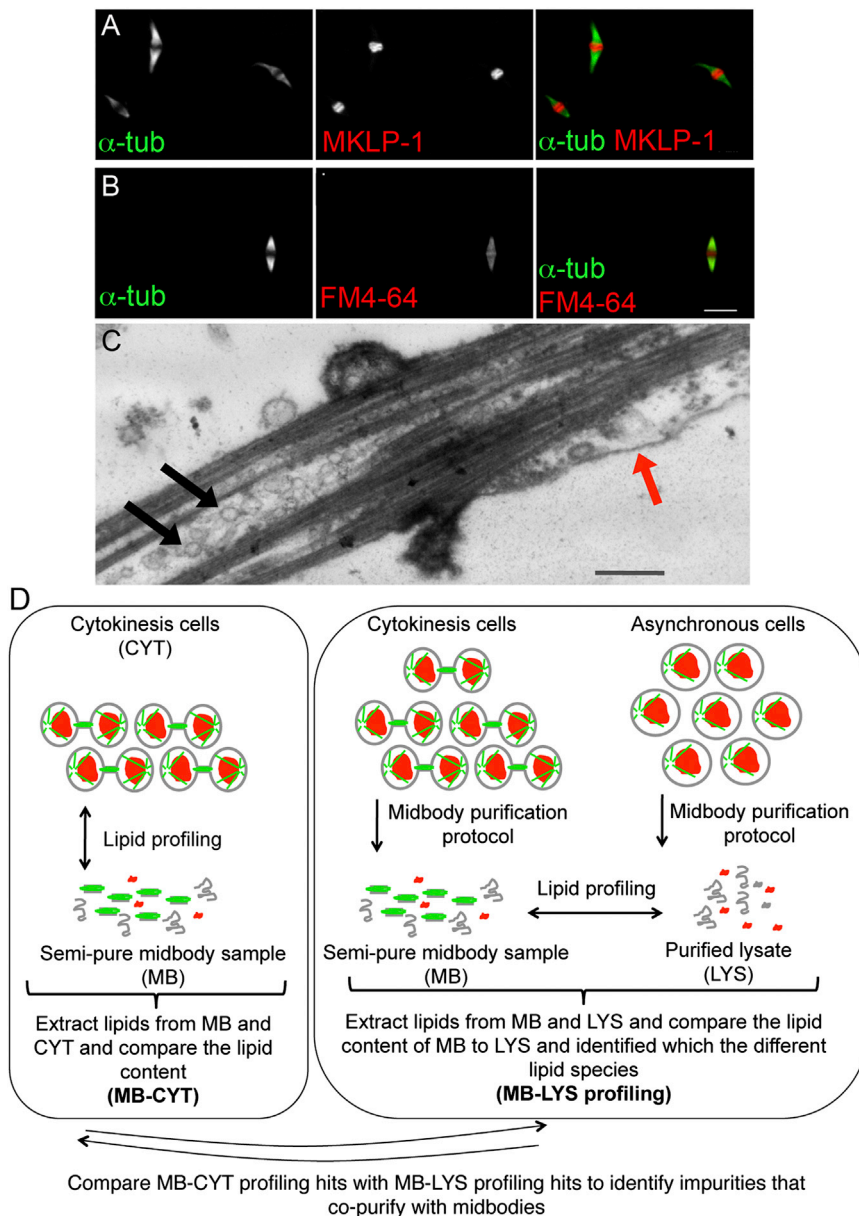 A
α-tub
MKLP-1
α-tub MKLP-1
B
α-tub
FM4-64
α-tub
FM4-64
C
D
Cytokinesis cells
(CYT)
Lipid profiling
Semi-pure midbody sample
(MB)
Extract lipids from MB and
CYT and compare the lipid
content
(MB-CYT)
Cytokinesis cells
Asynchronous cells
Midbody purification
protocol
Midbody purification
protocol
Lipid profiling
Semi-pure midbody sample
(MB)
Purified lysate
(LYS)
Extract lipids from MB and LYS and compare the lipid
content of MB to LYS and identified which the different
lipid species
(MB-LYS profiling)
Compare MB-CYT profiling hits with MB-LYS profiling hits to identify impurities that
co-purify with midbodies